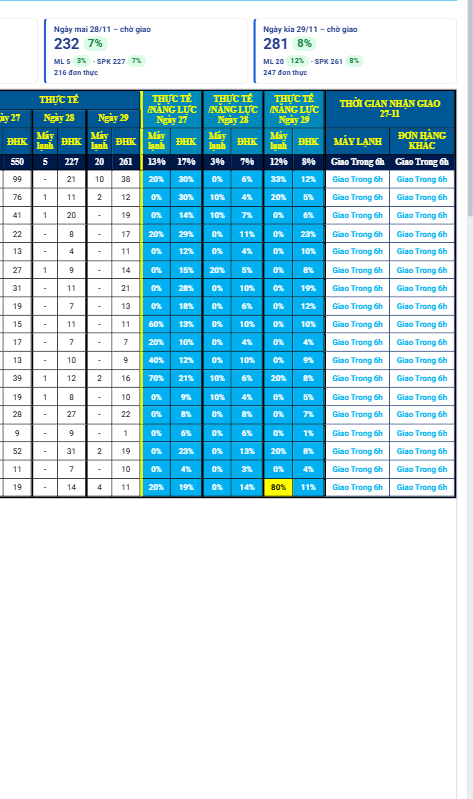 Ngày mai 28/11 – chờ giao
232 7%
ML 5 3% - SPK 227 7%
216 đơn thực
Ngày kia 29/11 – chờ giao
281 8%
ML 20 12% - SPK 261 8%
247 đơn thực
THỰC TẾ
THỰC TẾ /NĂNG LỰC Ngày 27
THỰC TẾ /NĂNG LỰC Ngày 28
THỰC TẾ /NĂNG LỰC Ngày 29
THỜI GIAN NHẬN GIAO 27-11
ày 27 Ngày 28 Ngày 29
ĐHK Máy lạnh ĐHK Máy lạnh ĐHK Máy lạnh ĐHK Máy lạnh ĐHK Máy lạnh ĐHK MÁY LẠNH ĐƠN HÀNG KHÁC
550 5 227 20 261 13% 17% 3% 7% 12% 8% Giao Trong 6h Giao Trong 6h
99 - 21 10 38 20% 30% 0% 6% 33% 12% Giao Trong 6h Giao Trong 6h
76 1 11 2 12 0% 30% 10% 4% 20% 5% Giao Trong 6h Giao Trong 6h
41 1 20 - 19 0% 14% 10% 7% 0% 6% Giao Trong 6h Giao Trong 6h
22 - 8 - 17 20% 29% 0% 11% 0% 23% Giao Trong 6h Giao Trong 6h
13 - 4 - 11 0% 12% 0% 4% 0% 10% Giao Trong 6h Giao Trong 6h
27 1 9 - 14 0% 15% 20% 5% 0% 8% Giao Trong 6h Giao Trong 6h
31 - 11 - 21 0% 28% 0% 10% 0% 19% Giao Trong 6h Giao Trong 6h
19 - 7 - 13 0% 18% 0% 6% 0% 12% Giao Trong 6h Giao Trong 6h
15 - 11 - 11 60% 13% 0% 10% 0% 10% Giao Trong 6h Giao Trong 6h
17 - 7 - 7 20% 10% 0% 4% 0% 4% Giao Trong 6h Giao Trong 6h
13 - 10 - 9 40% 12% 0% 10% 0% 9% Giao Trong 6h Giao Trong 6h
39 1 12 2 16 70% 21% 10% 6% 20% 8% Giao Trong 6h Giao Trong 6h
19 1 8 - 10 0% 9% 10% 4% 0% 5% Giao Trong 6h Giao Trong 6h
28 - 27 - 22 0% 8% 0% 8% 0% 7% Giao Trong 6h Giao Trong 6h
9 - 9 - 1 0% 6% 0% 6% 0% 1% Giao Trong 6h Giao Trong 6h
52 - 31 2 19 0% 23% 0% 13% 20% 8% Giao Trong 6h Giao Trong 6h
11 - 7 - 10 0% 4% 0% 3% 0% 4% Giao Trong 6h Giao Trong 6h
19 - 14 4 11 20% 19% 0% 14% 80% 11% Giao Trong 6h Giao Trong 6h